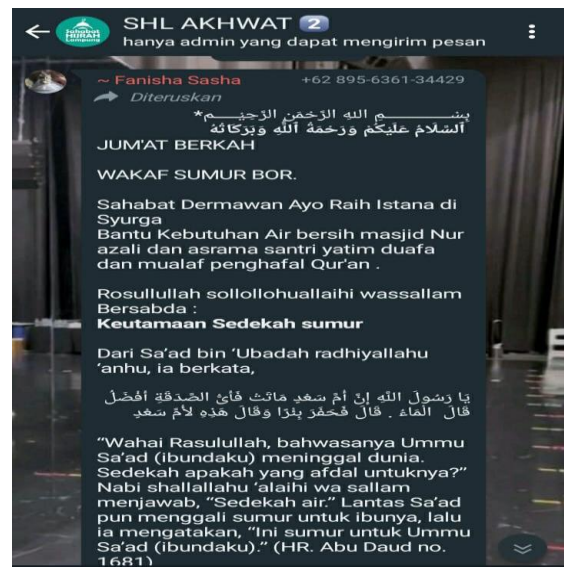 SHL AKHWAT 2
hanya admin yang dapat mengirim pesan
Sahabat
HIJRAH
Lampung
~ Fanisha Sasha +62 895-6361-34429
Diteruskan
بِسْـــــــــمِ اللهِ الرَّحْمَنِ الرَّحِيْمِ*
اَلسَّلاَمُ عَلَيْكُمْ وَرَحْمَةُ اللَّهِ وَبَرَكَاتُهُ
JUM'AT BERKAH
WAKAF SUMUR BOR.
Sahabat Dermawan Ayo Raih Istana di
Syurga
Bantu Kebutuhan Air bersih masjid Nur
azali dan asrama santri yatim duafa
dan mualaf penghafal Qur'an .
Rosullullah sollollohuallaihi wassallam
Bersabda :
Keutamaan Sedekah sumur
Dari Sa'ad bin 'Ubadah radhiyallahu
'anhu, ia berkata,
يَا رَسُولَ اللَّهِ إِنَّ أُمَّ سَعْدٍ مَاتَتْ فَأَىُّ الصَّدَقَةِ أَفْضَلُ
قَالَ الْمَاءُ . قَالَ فَحَفَرَ بِئْرًا وَقَالَ هَذِهِ لأُمِّ سَعْدٍ
“Wahai Rasulullah, bahwasanya Ummu
Sa'ad (ibundaku) meninggal dunia.
Sedekah apakah yang afdal untuknya?”
Nabi shallallahu 'alaihi wa sallam
menjawab, “Sedekah air.” Lantas Sa'ad
pun menggali sumur untuk ibunya, lalu
ia mengatakan, “Ini sumur untuk Ummu
Sa'ad (ibundaku).” (HR. Abu Daud no.
1681)